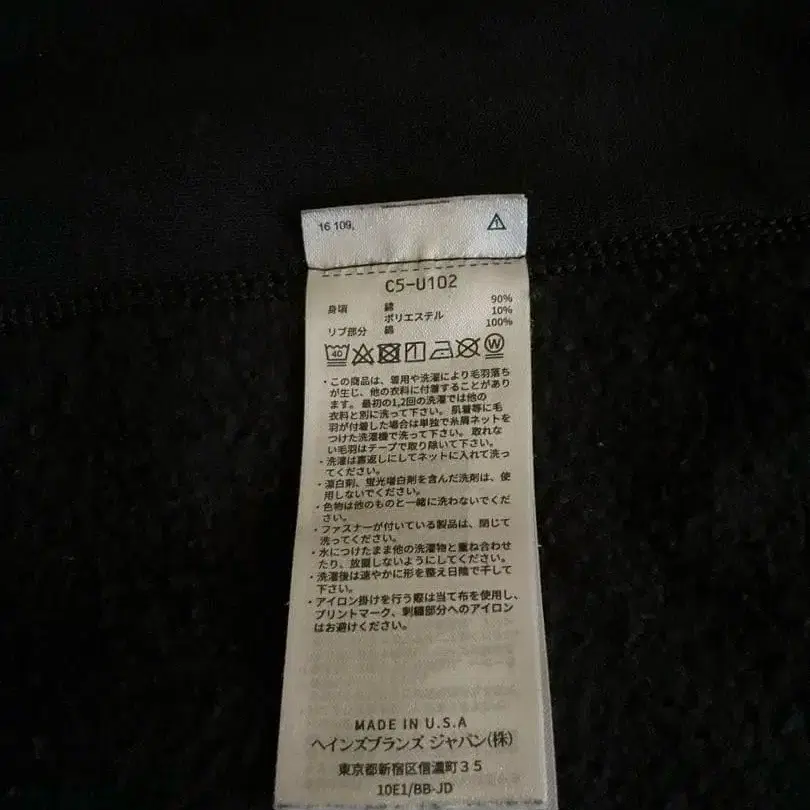 16 109,
C5-U102
身頃 綿 90%
ポリエステル 10%
リブ部分 綿 100%
40
W
・この商品は、着用や洗濯により毛羽落ち
が生じ、他の衣料に付着することがあり
ます。最初の1,2回の洗濯では他の
衣料と別に洗って下さい。肌着等に毛
羽が付着した場合は単独で糸屑ネットを
つけた洗濯機で洗って下さい。取れな
い毛羽はテープで取り除いて下さい。
・洗濯は裏返しにしてネットに入れて洗っ
てください。
・漂白剤、蛍光増白剤を含んだ洗剤は、使
用しないでください。
・色物は他のものと一緒に洗わないでくだ
さい。
・ファスナーが付いている製品は、閉じて
洗ってください。
・水につけたまま他の洗濯物と重ね合わせ
たり、放置しないようにしてください。
・洗濯後は速やかに形を整え日陰で干して
下さい。
・アイロン掛けを行う際は当て布を使用し、
プリントマーク、刺繍部分へのアイロン
はお避けください。
MADE IN U.S.A
ヘインズブランズ ジャパン(株)
東京都新宿区信濃町35
10E1/BB-JD